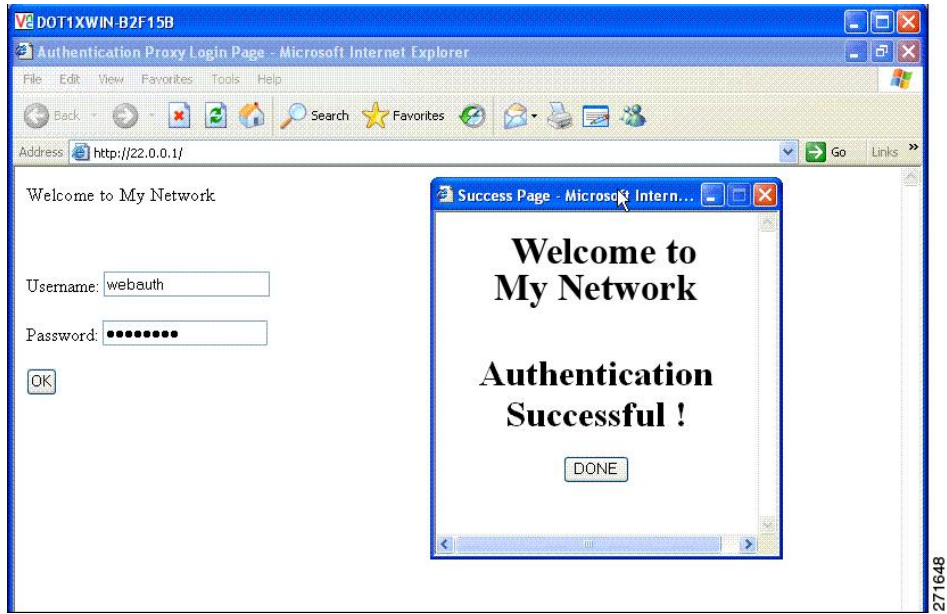 DOT1XWIN-B2F15B
Authentication Proxy Login Page - Microsoft Internet Explorer
File Edit View Favorites Tools Help
Back Search Favorites
Address http://22.0.0.1/ Go Links »
Welcome to My Network
Username: webauth
Password: ●●●●●●●●
OK
Success Page - Microsoft Intern...
Welcome to
My Network
Authentication
Successful !
DONE
271648